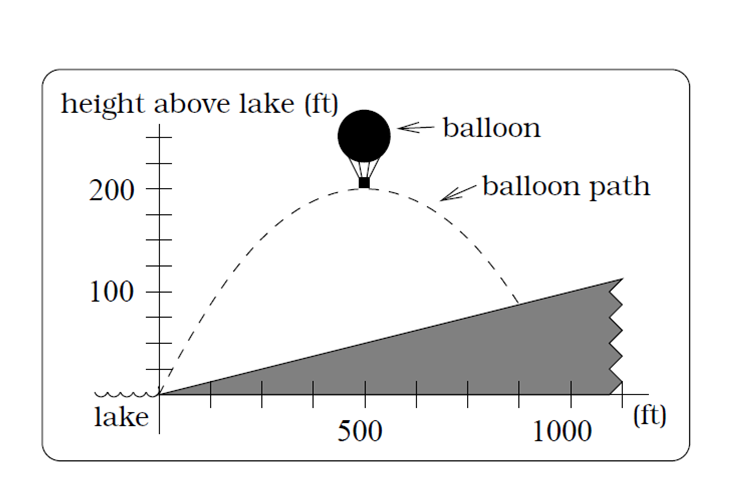 height above lake (ft)
balloon
balloon path
200
100
lake
500
1000
(ft)